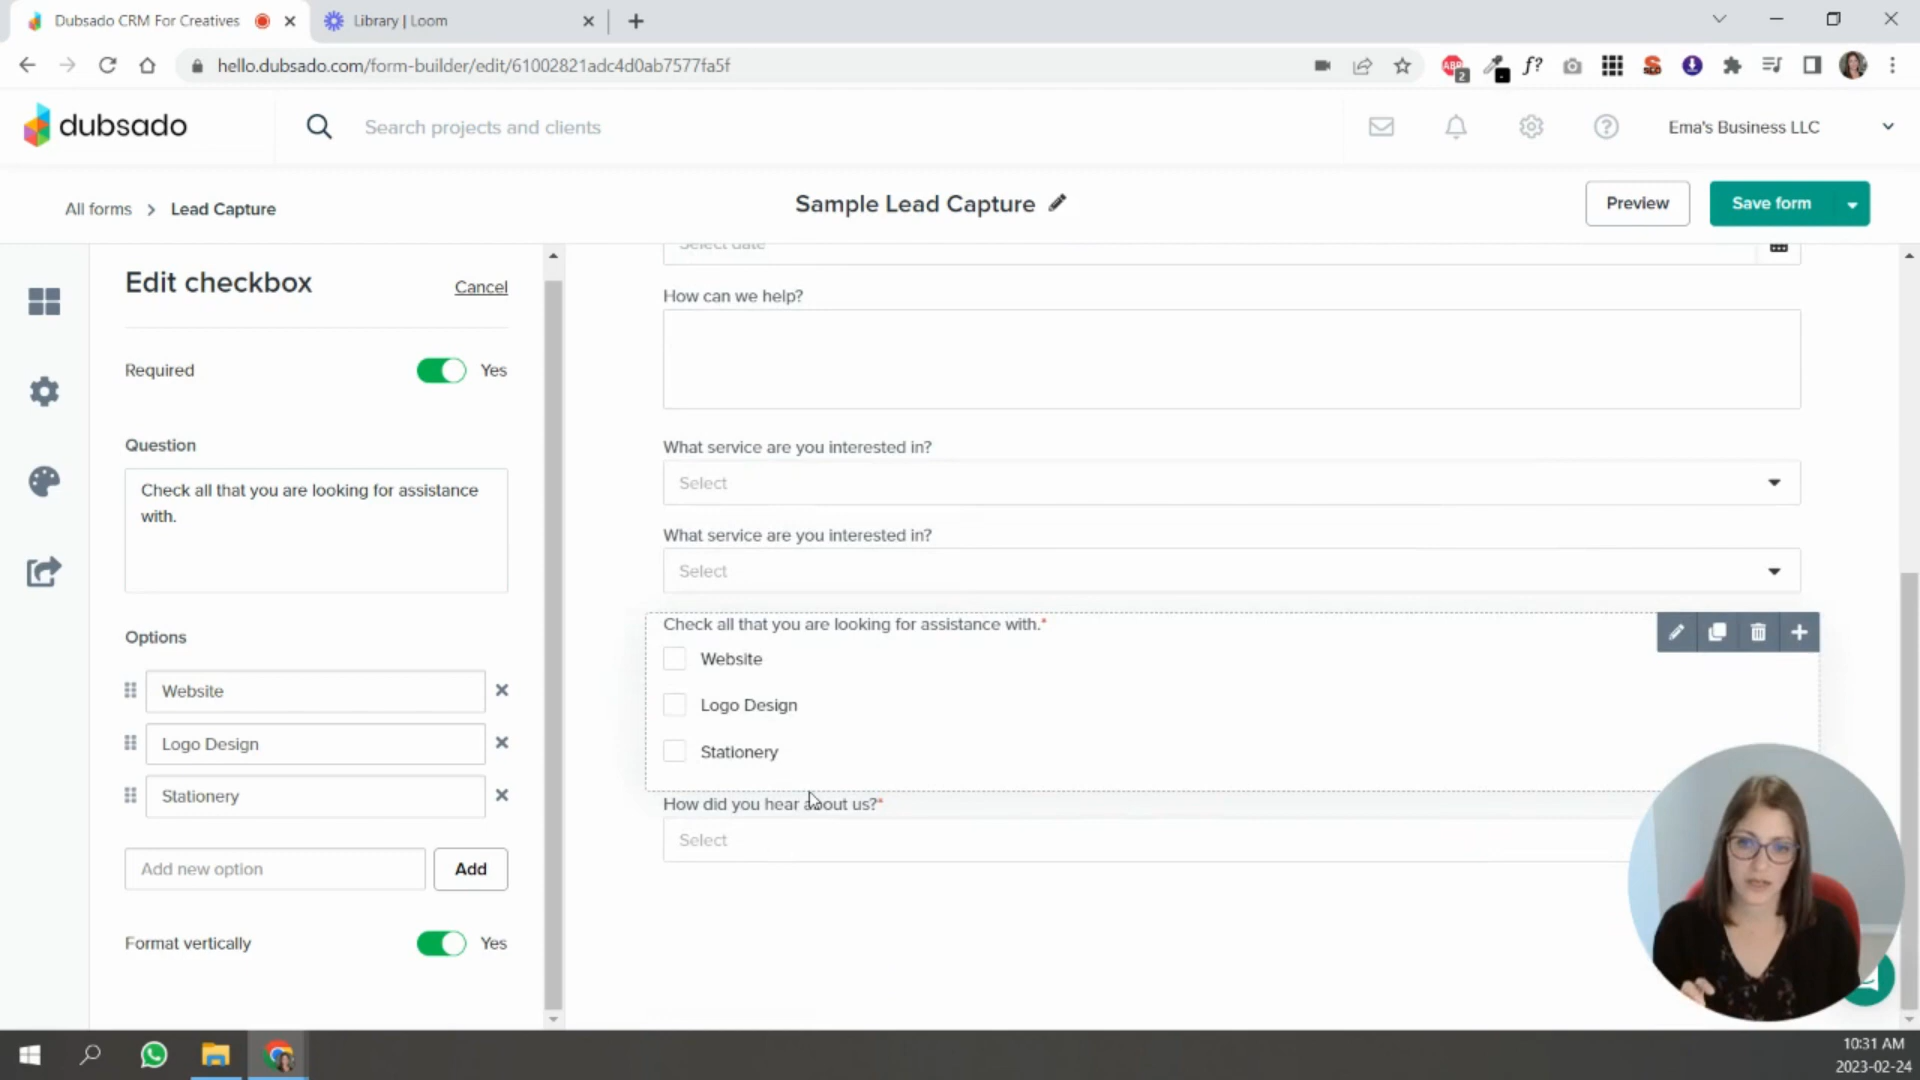 Dubsado CRM For Creatives
Library | Loom
hello.dubsado.com/form-builder/edit/61002821adc4d0ab7577fa5f
ABP
2
f?
SEO
dubsado
Search projects and clients
Ema's Business LLC
All forms > Lead Capture
Sample Lead Capture
Preview
Save form
Edit checkbox
Cancel
Required
Yes
Question
Check all that you are looking for assistance
with.
Options
Website
Logo Design
Stationery
Add new option
Add
Format vertically
Yes
Select date
How can we help?
What service are you interested in?
Select
What service are you interested in?
Select
Check all that you are looking for assistance with.*
Website
Logo Design
Stationery
How did you hear about us?*
Select
10:31 AM
2023-02-24